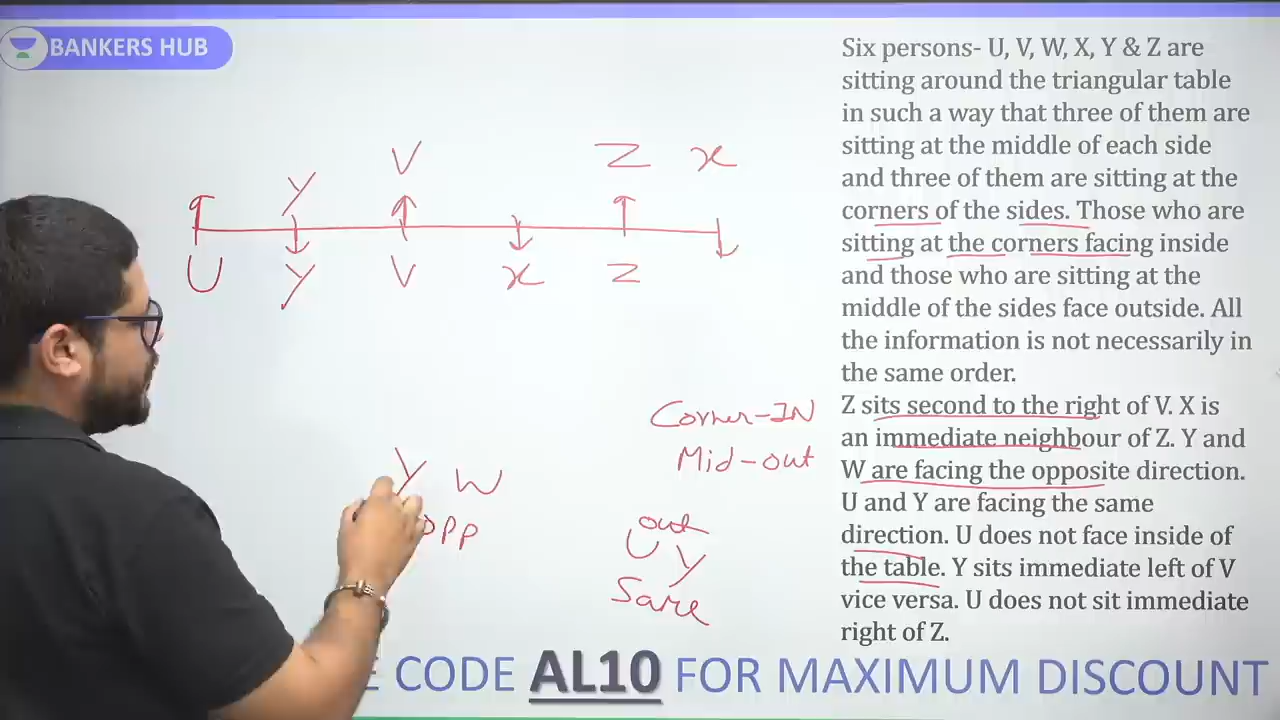 BANKERS HUB
Six persons- U, V, W, X, Y & Z are
sitting around the triangular table
in such a way that three of them are
sitting at the middle of each side
and three of them are sitting at the
corners of the sides. Those who are
sitting at the corners facing inside
and those who are sitting at the
middle of the sides face outside. All
the information is not necessarily in
the same order.
Z sits second to the right of V. X is
an immediate neighbour of Z. Y and
W are facing the opposite direction.
U and Y are facing the same
direction. U does not face inside of
the table. Y sits immediate left of V
vice versa. U does not sit immediate
right of Z.
Y V Z x
U Y V x Z
Corner-IN
Mid-out
Y W
opp
out
U Y
Same
CODE AL10 FOR MAXIMUM DISCOUNT